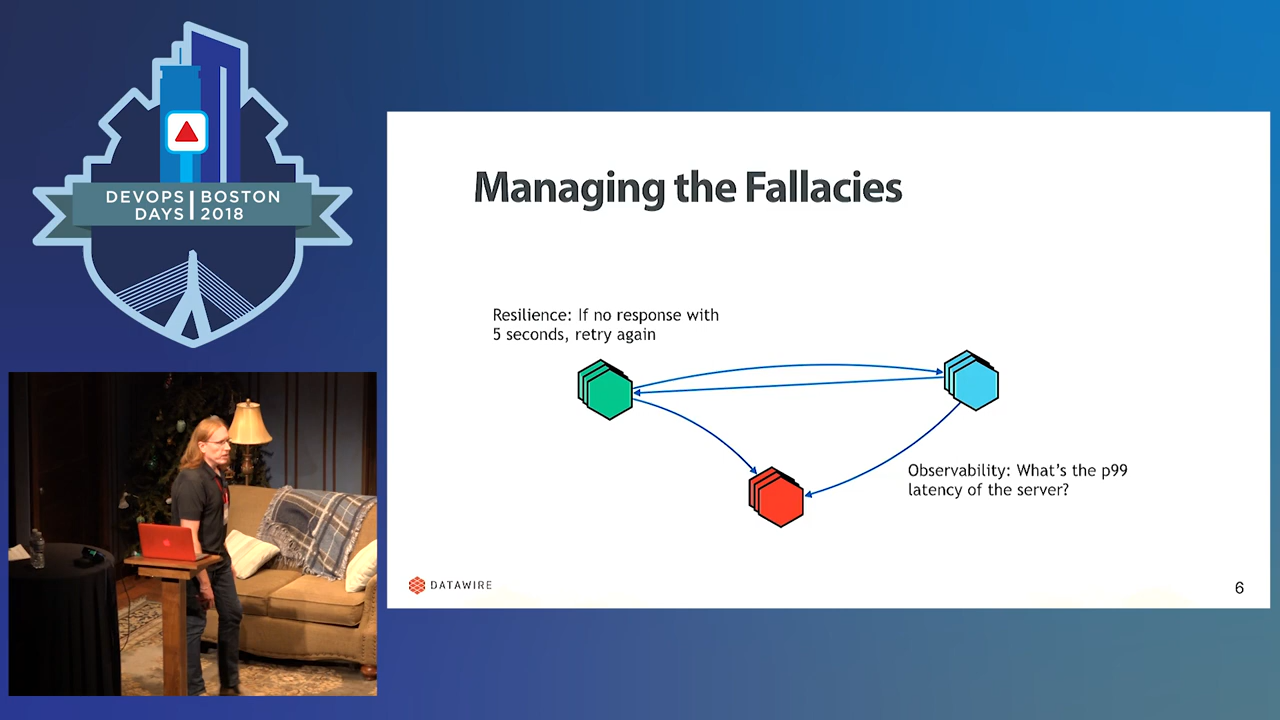 DEVOPS BOSTON
DAYS 2018
Managing the Fallacies
Resilience: If no response with
5 seconds, retry again
Observability: What's the p99
latency of the server?
DATAWIRE
6